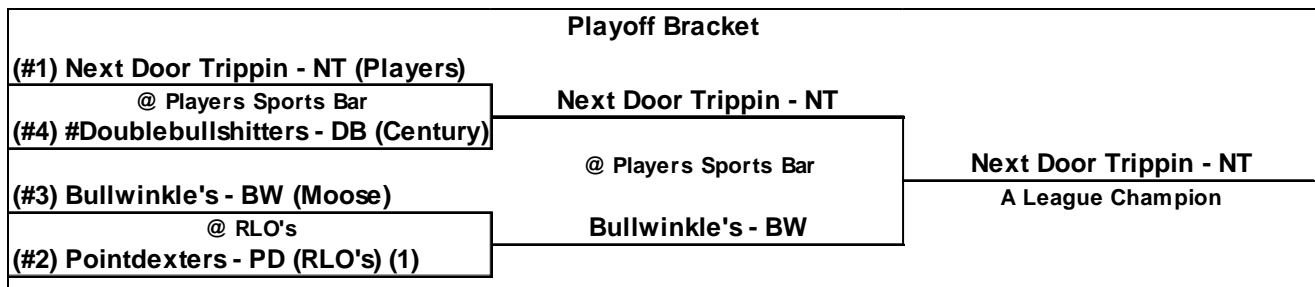 Playoff Bracket
(#1) Next Door Trippin - NT (Players)
@ Players Sports Bar
Next Door Trippin - NT
(#4) #Doublebullshitters - DB (Century)
@ Players Sports Bar
Next Door Trippin - NT
(#3) Bullwinkle's - BW (Moose)
A League Champion
@ RLO's
Bullwinkle's - BW
(#2) Pointdexters - PD (RLO's) (1)